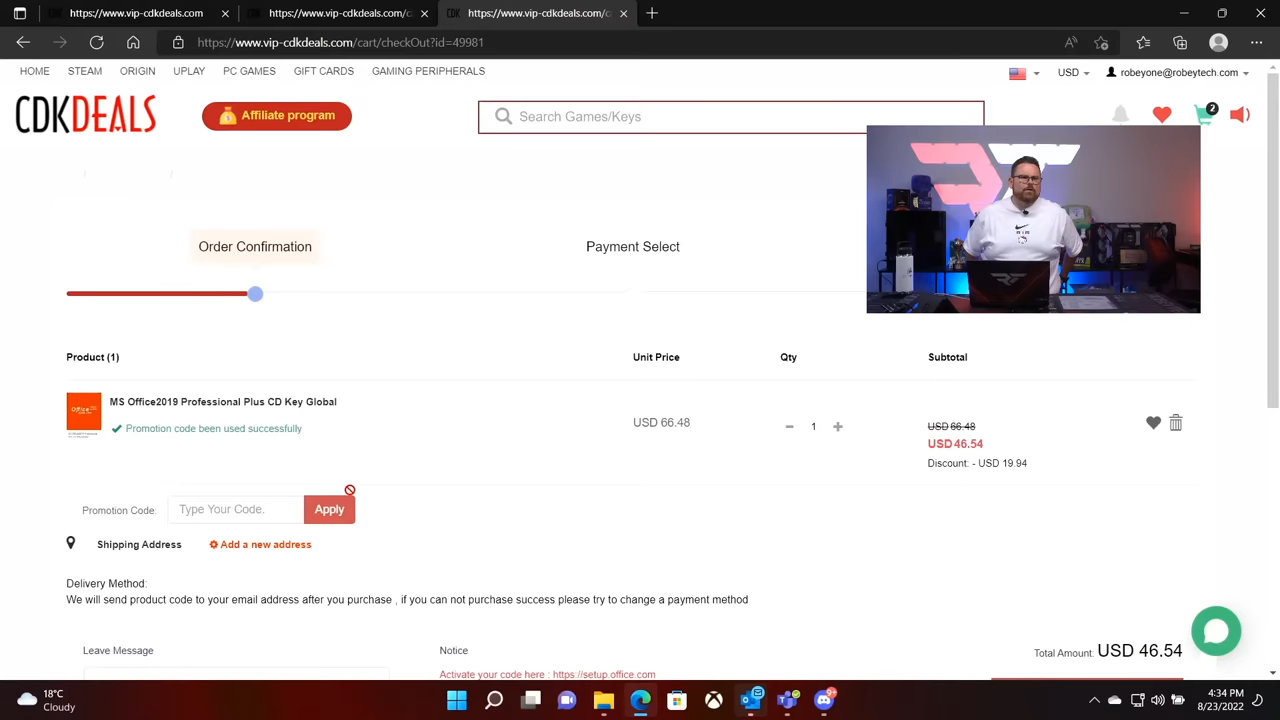 https://www.vip-cdkdeals.com
https://www.vip-cdkdeals.com/cart/
https://www.vip-cdkdeals.com/c
https://www.vip-cdkdeals.com/cart/checkOut?id=49981
HOME STEAM ORIGIN UPLAY PC GAMES GIFT CARDS GAMING PERIPHERALS
USD robeyone@robeytech.com
CDKDEALS
Affiliate program
Search Games/Keys
2
/ /
Order Confirmation
Payment Select
Product (1) Unit Price Qty Subtotal
MS Office2019 Professional Plus CD Key Global
Promotion code been used successfully
USD 66.48
1
USD 66.48
USD 46.54
Discount: - USD 19.94
Promotion Code: Type Your Code. Apply
Shipping Address Add a new address
Delivery Method:
We will send product code to your email address after you purchase , if you can not purchase success please try to change a payment method
Leave Message
Notice
Activate your code here : https://setup.office.com
Total Amount: USD 46.54
18°C
Cloudy
9+
4:34 PM
8/23/2022